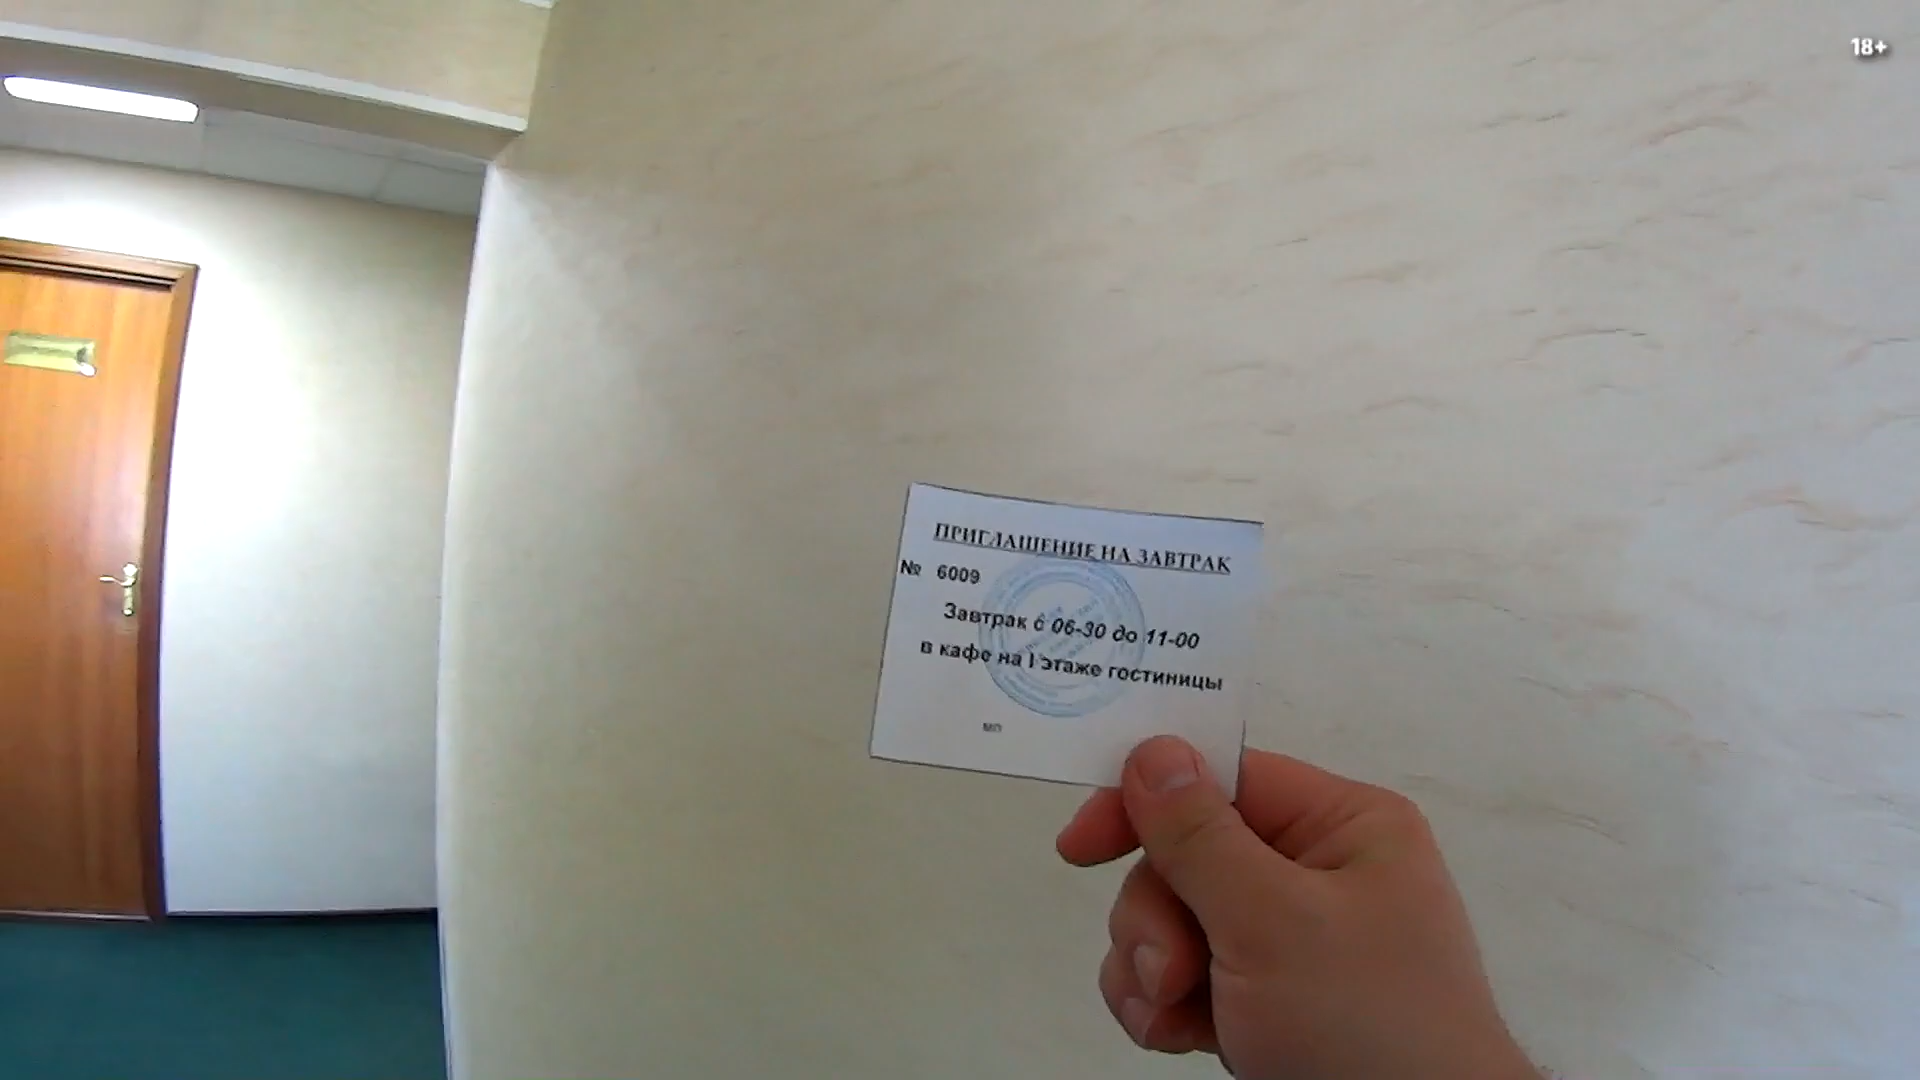 18+
ПРИГЛАШЕНИЕ НА ЗАВТРАК
№ 6009
Завтрак с 06-30 до 11-00
в кафе на I этаже гостиницы
МП